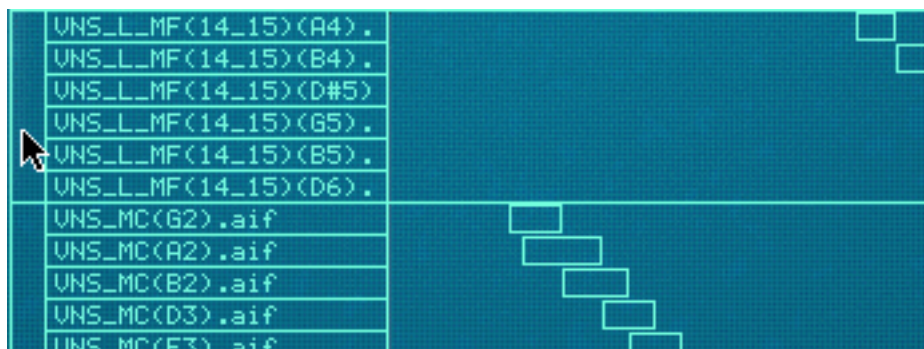 VNS_L_MF(14_15)(A4).
VNS_L_MF(14_15)(B4).
VNS_L_MF(14_15)(D#5)
VNS_L_MF(14_15)(G5).
VNS_L_MF(14_15)(B5).
VNS_L_MF(14_15)(D6).
VNS_MC(G2).aif
VNS_MC(A2).aif
VNS_MC(B2).aif
VNS_MC(D3).aif